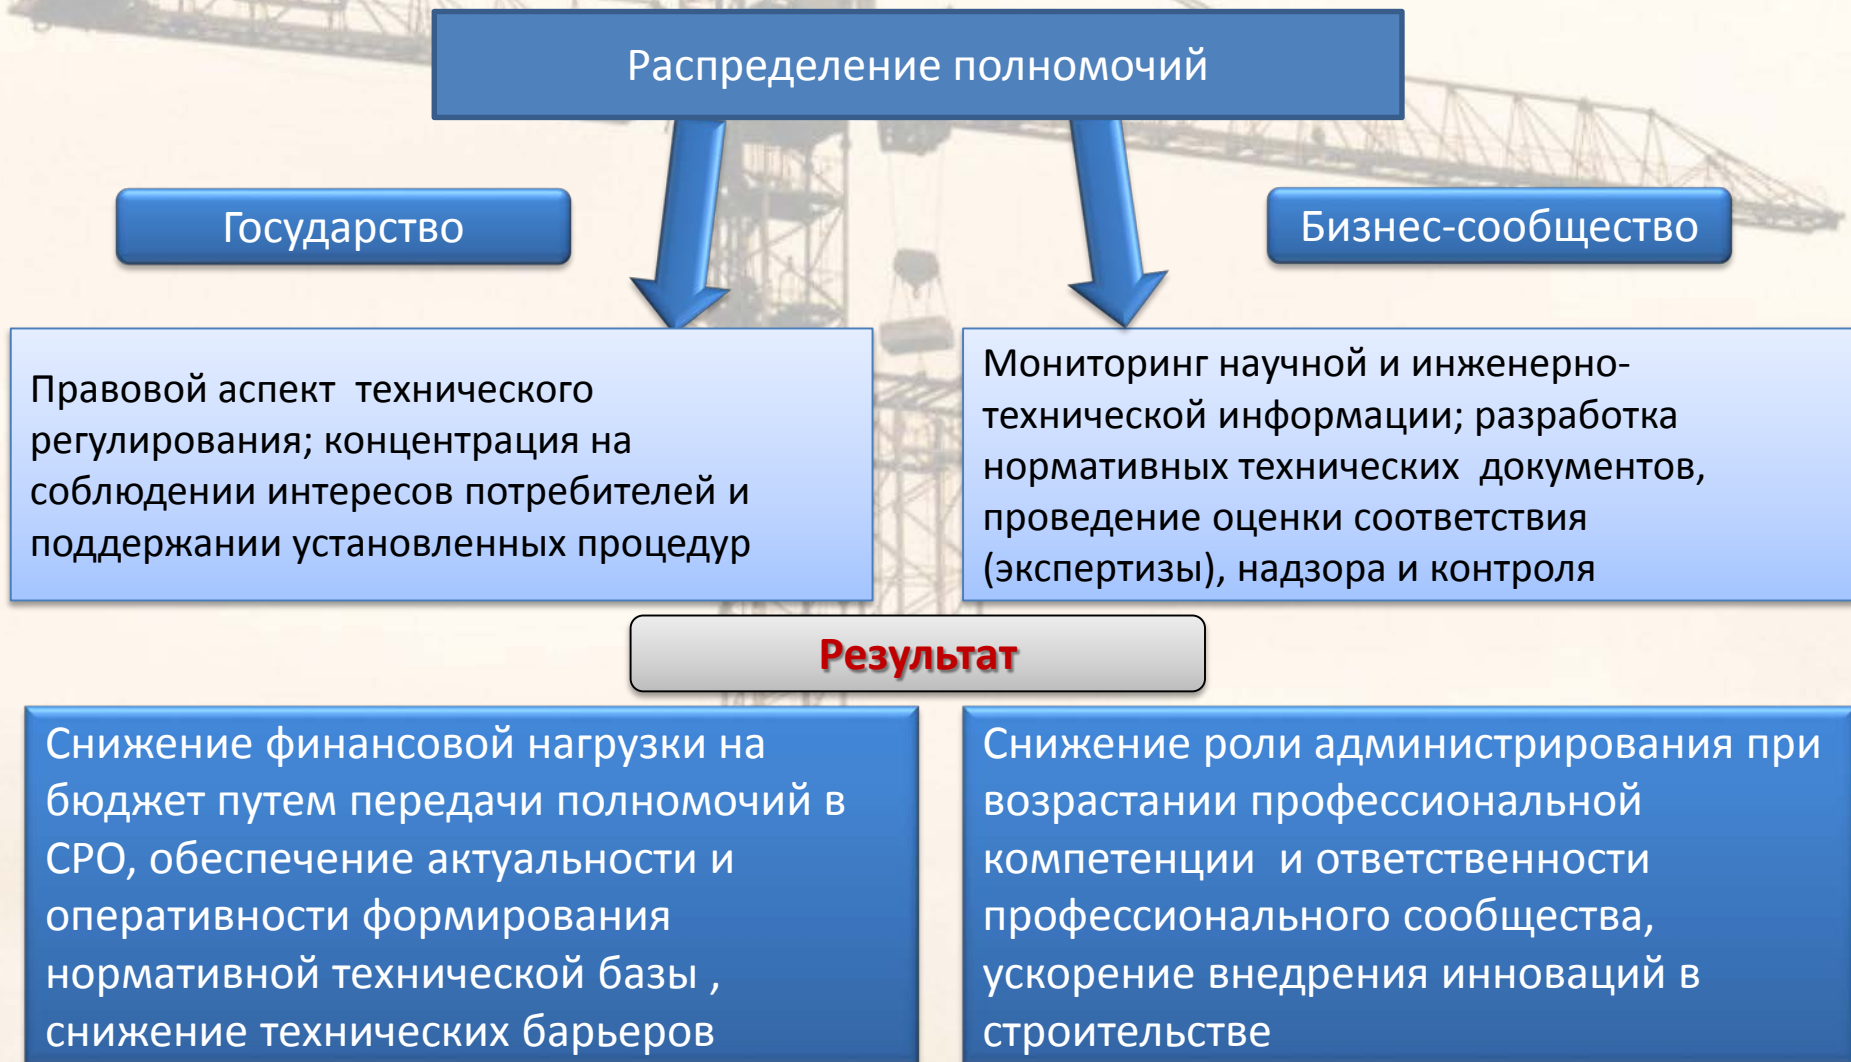 Распределение полномочий
Государство
Бизнес-сообщество
Правовой аспект  технического
регулирования; концентрация на
соблюдении интересов потребителей и
поддержании установленных процедур
Мониторинг научной и инженерно-
технической информации; разработка
нормативных технических  документов,
проведение оценки соответствия
(экспертизы), надзора и контроля
Результат
Снижение финансовой нагрузки на
бюджет путем передачи полномочий в
СРО, обеспечение актуальности и
оперативности формирования
нормативной технической базы ,
снижение технических барьеров
Снижение роли администрирования при
возрастании профессиональной
компетенции  и ответственности
профессионального сообщества,
ускорение внедрения инноваций в
строительстве